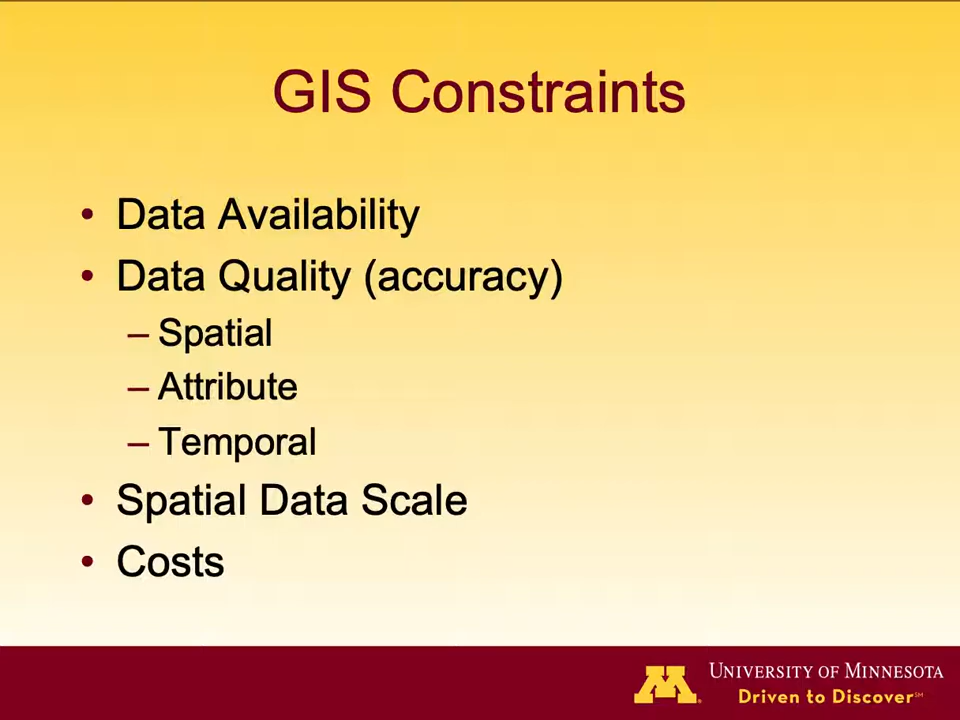 GIS Constraints
• Data Availability
• Data Quality (accuracy)
– Spatial
– Attribute
– Temporal
• Spatial Data Scale
• Costs
M
UNIVERSITY OF MINNESOTA
Driven to Discover℠